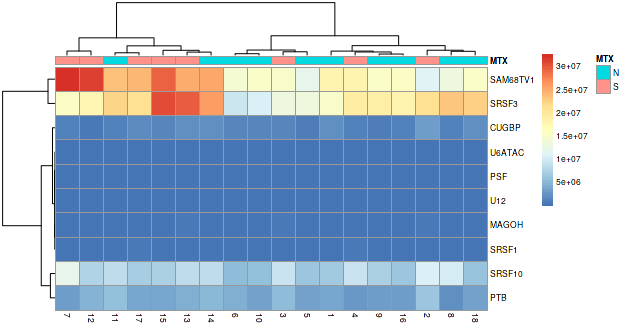 MTX
SAM68TV1
SRSF3
CUGBP
U6ATAC
PSF
U12
MAGOH
SRSF1
SRSF10
PTB
7 12 11 17 15 13 14 6 10 3 5 1 4 9 16 2 8 18
3e+07
2.5e+07
2e+07
1.5e+07
1e+07
5e+06
MTX
N
S